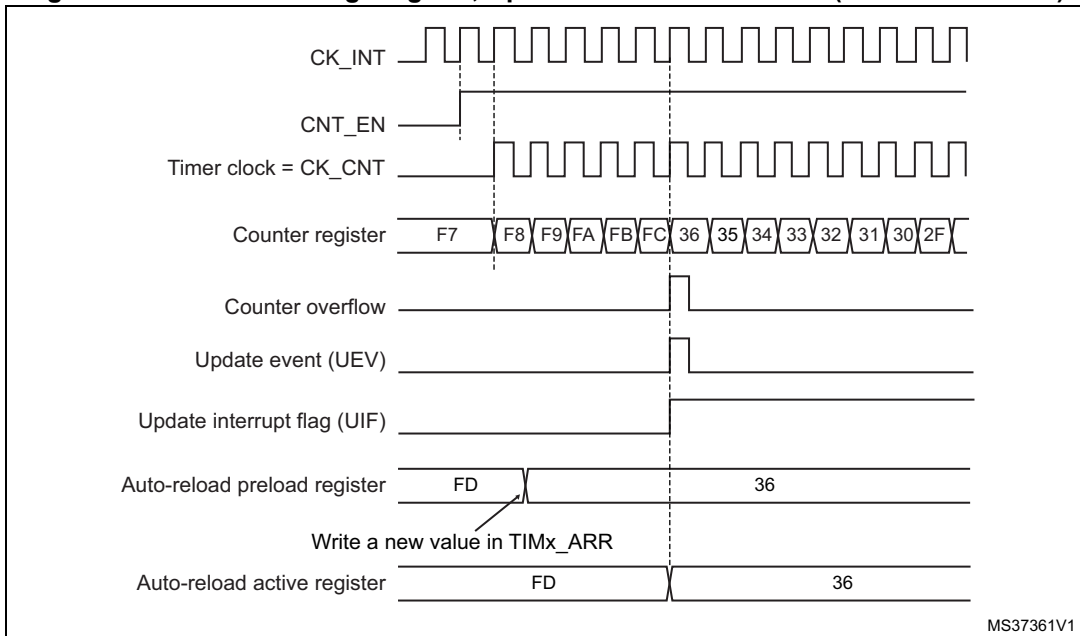 CK_INT
CNT_EN
Timer clock = CK_CNT
Counter register F7 F8 F9 FA FB FC 36 35 34 33 32 31 30 2F
Counter overflow
Update event (UEV)
Update interrupt flag (UIF)
Auto-reload preload register FD 36
Write a new value in TIMx_ARR
Auto-reload active register FD 36
MS37361V1